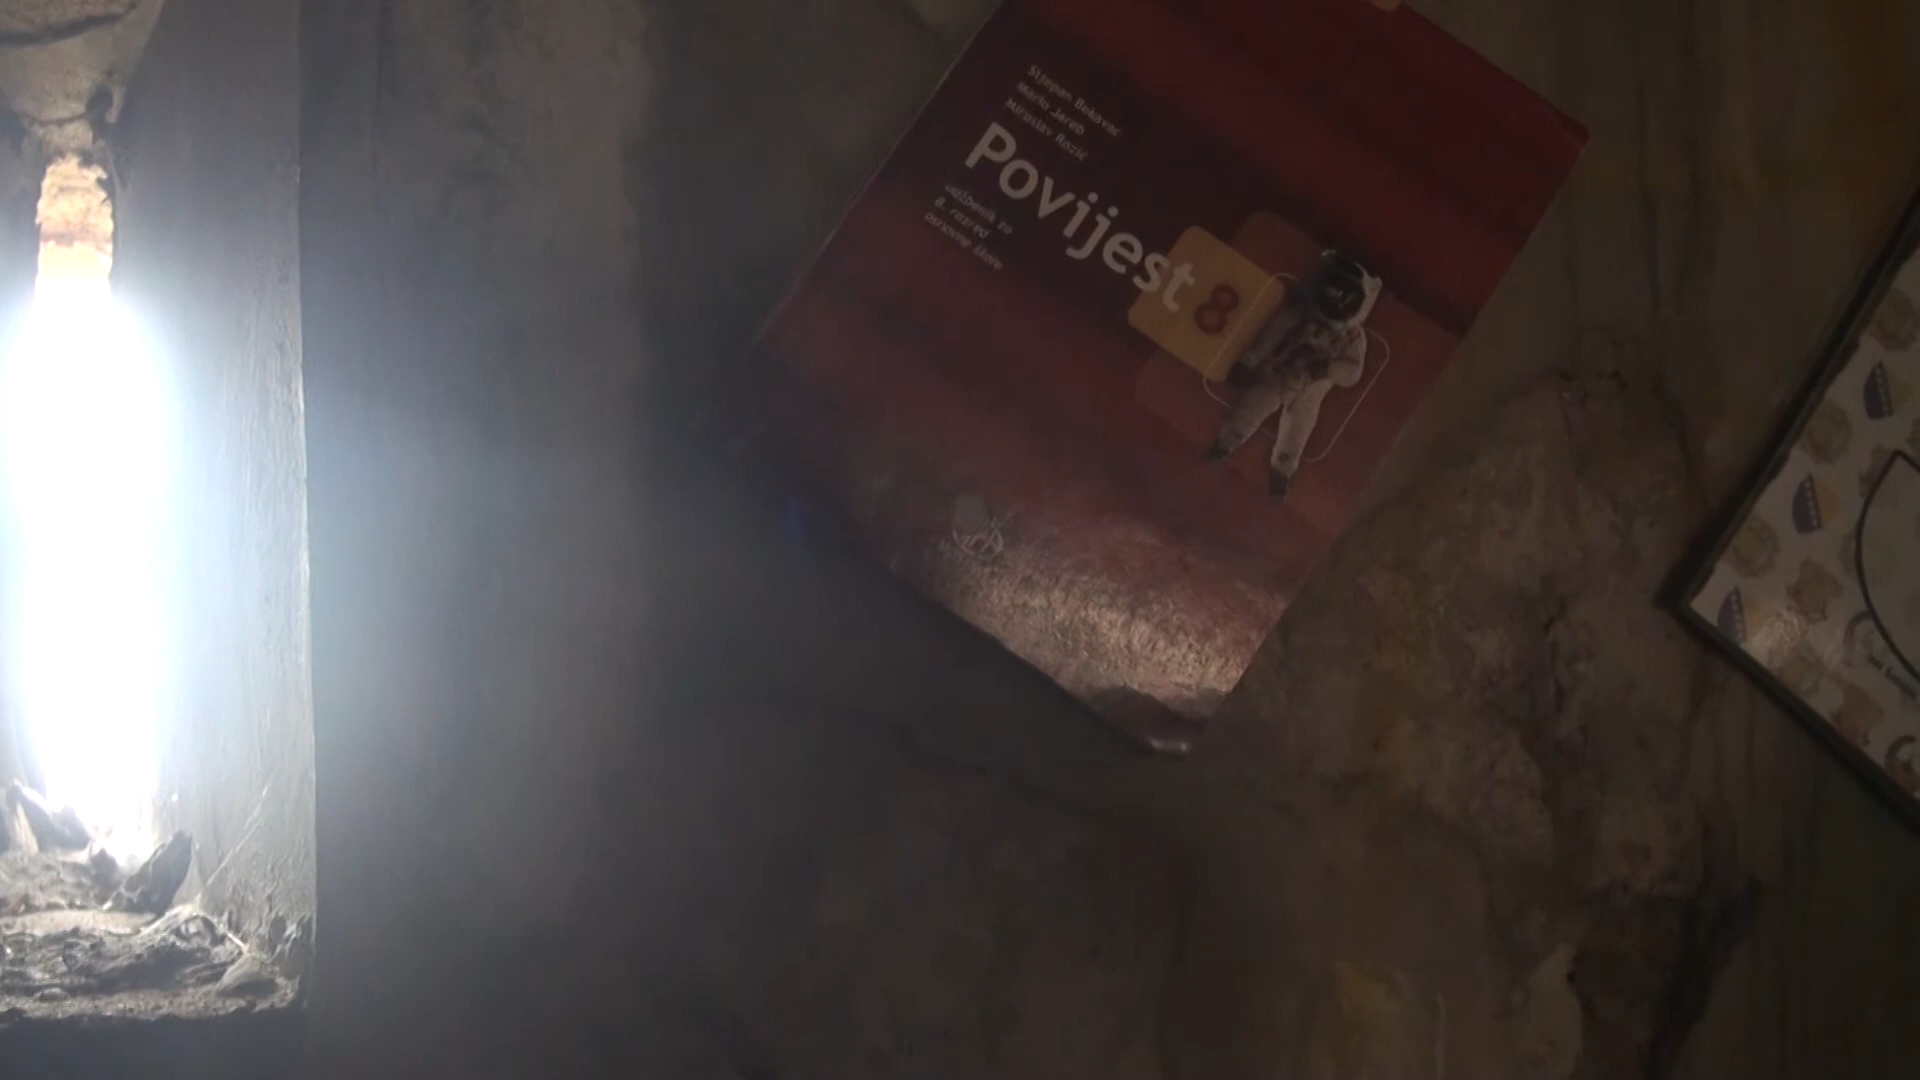 Stjepan Bekavac
Mario Jareb
Miroslav Rozić
Povijest 8
udžbenik za
8. razred
osnovne škole